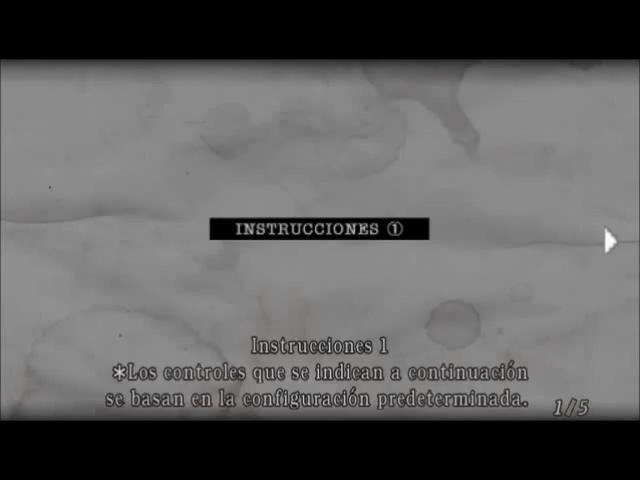 INSTRUCCIONES ①
Instrucciones 1
*Los controles que se indican a continuación
se basan en la configuración predeterminada.
1/5